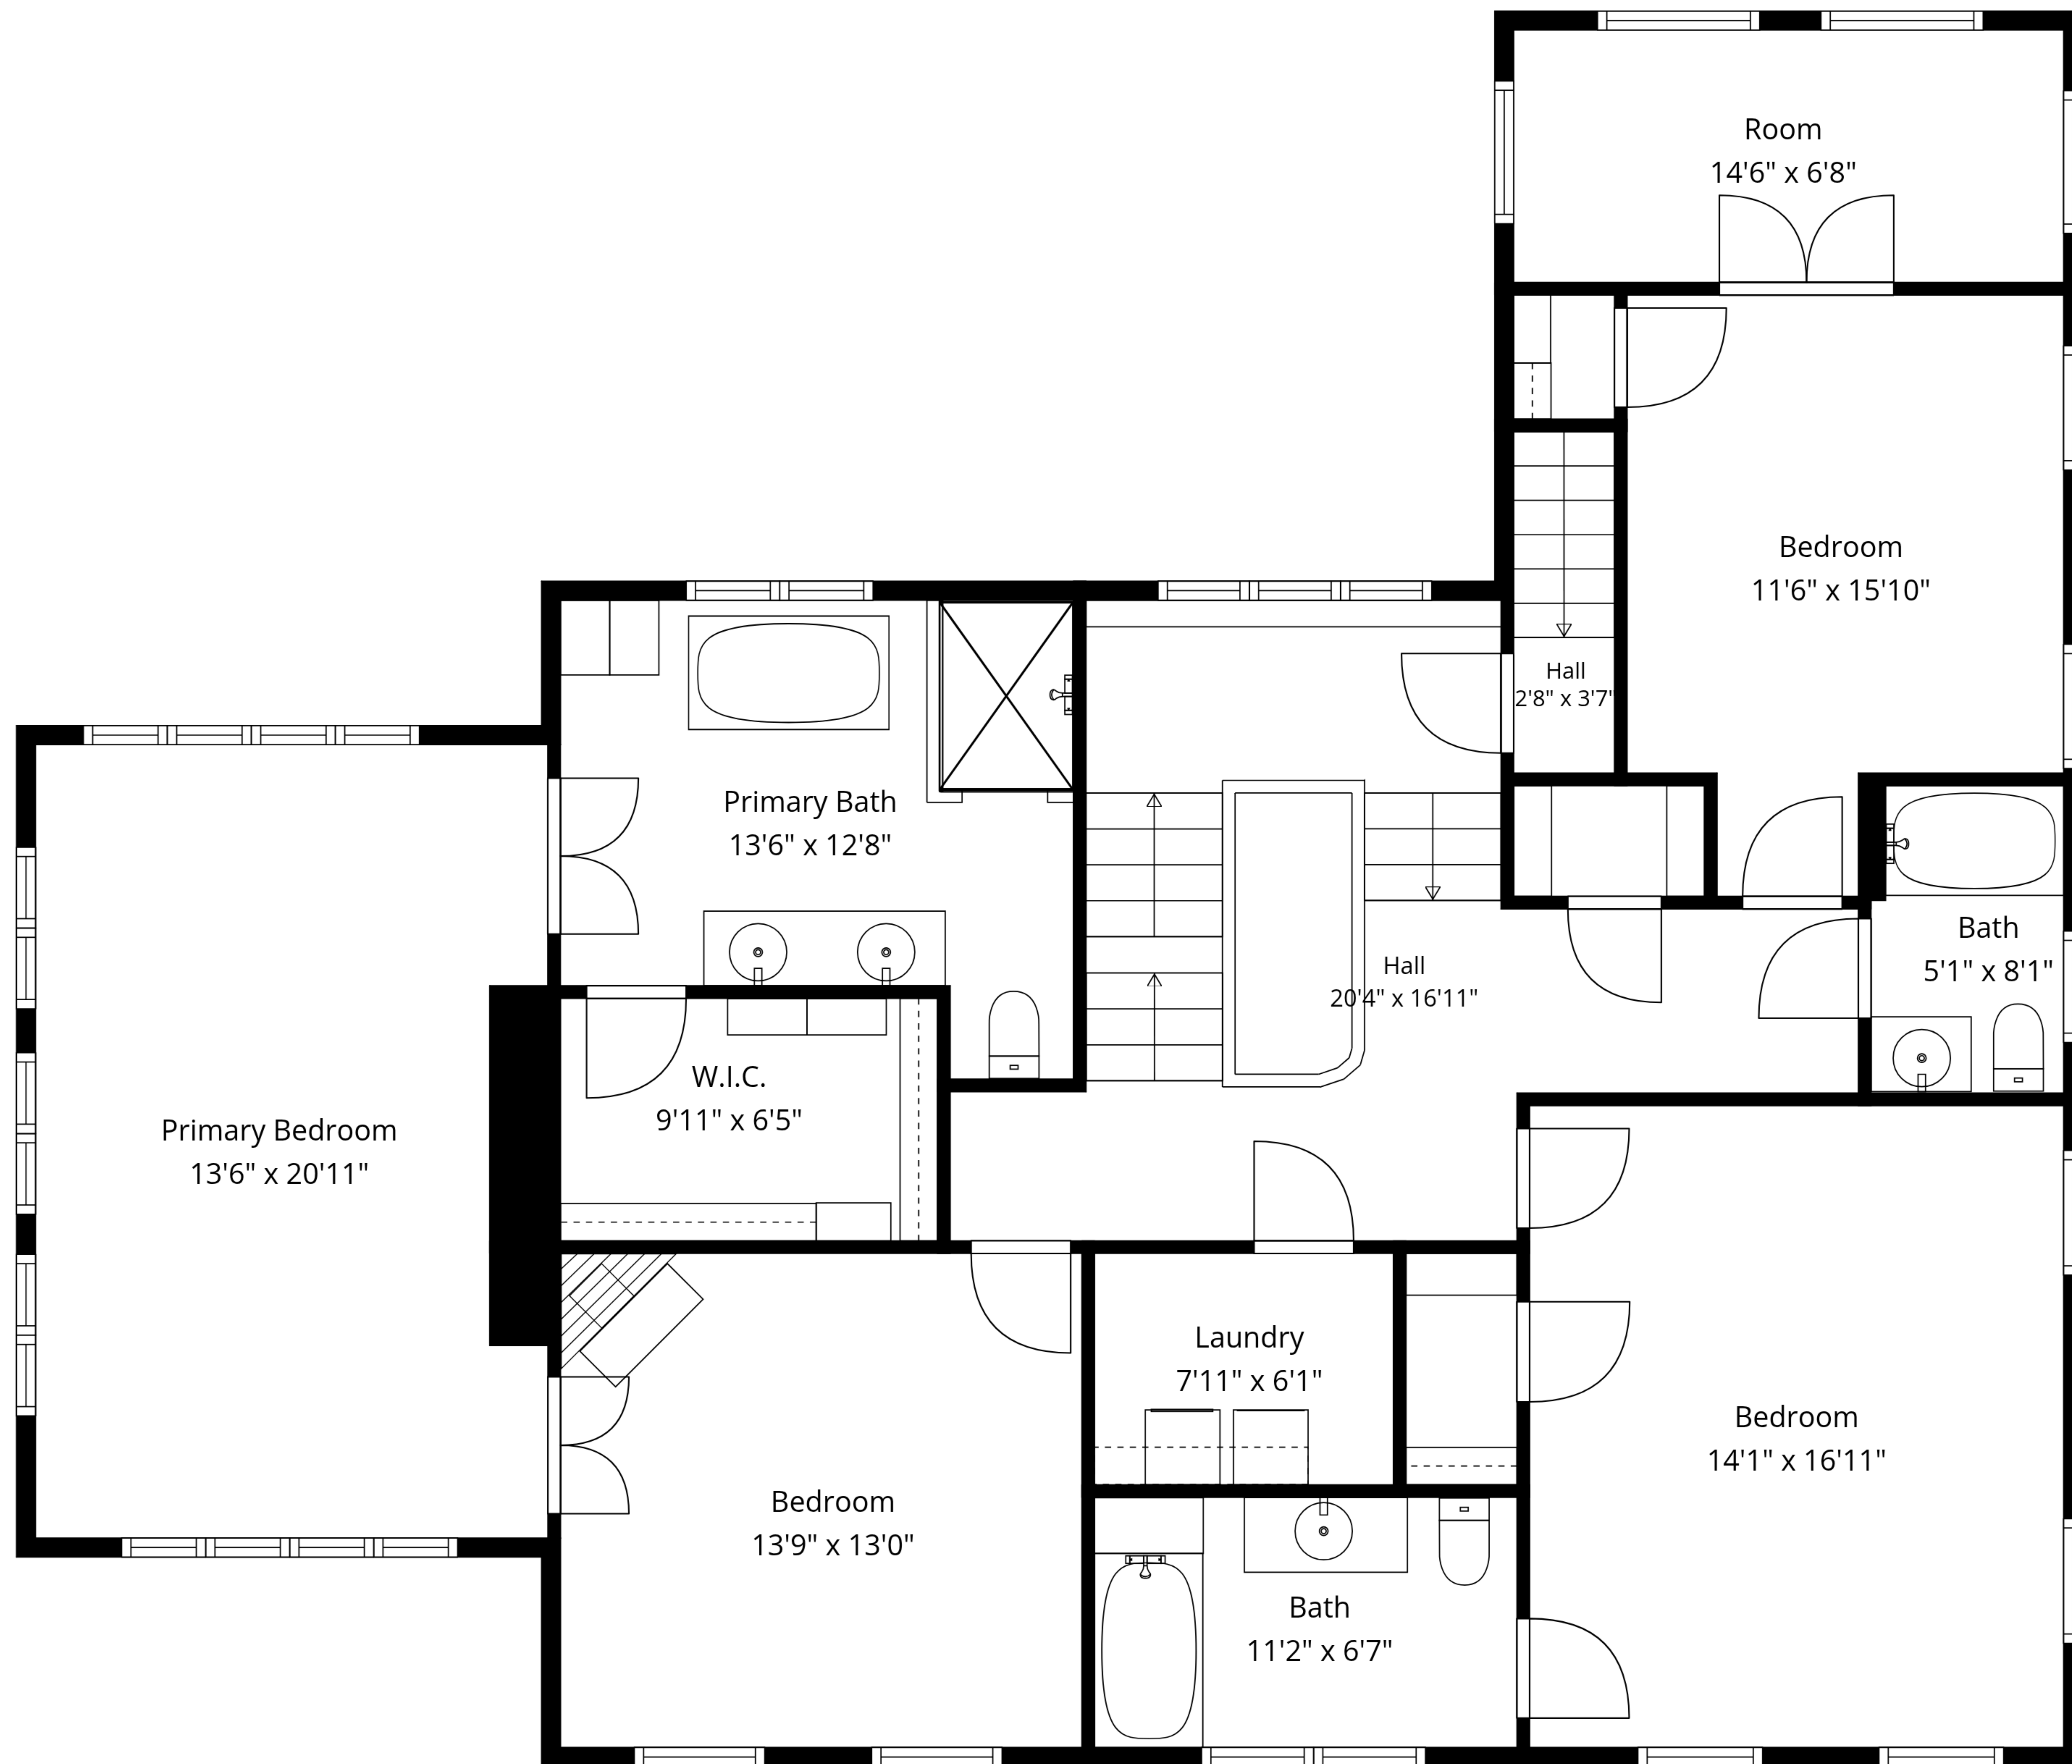 Room
14'6" x 6'8"
Bedroom
11'6" x 15'10"
Hall
2'8" x 3'7"
Primary Bath
13'6" x 12'8"
Bath
5'1" x 8'1"
Hall
20'4" x 16'11"
W.I.C.
9'11" x 6'5"
Primary Bedroom
13'6" x 20'11"
Laundry
7'11" x 6'1"
Bedroom
14'1" x 16'11"
Bedroom
13'9" x 13'0"
Bath
11'2" x 6'7"